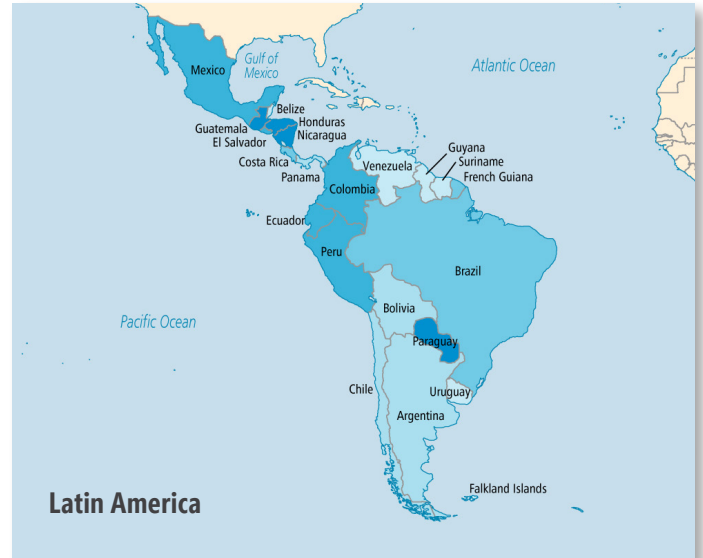 Gulf of
Mexico
Atlantic Ocean
Mexico
Belize
Guatemala
Honduras
El Salvador
Nicaragua
Costa Rica
Panama
Venezuela
Guyana
Suriname
French Guiana
Colombia
Ecuador
Peru
Brazil
Bolivia
Pacific Ocean
Paraguay
Chile
Uruguay
Argentina
Falkland Islands
Latin America